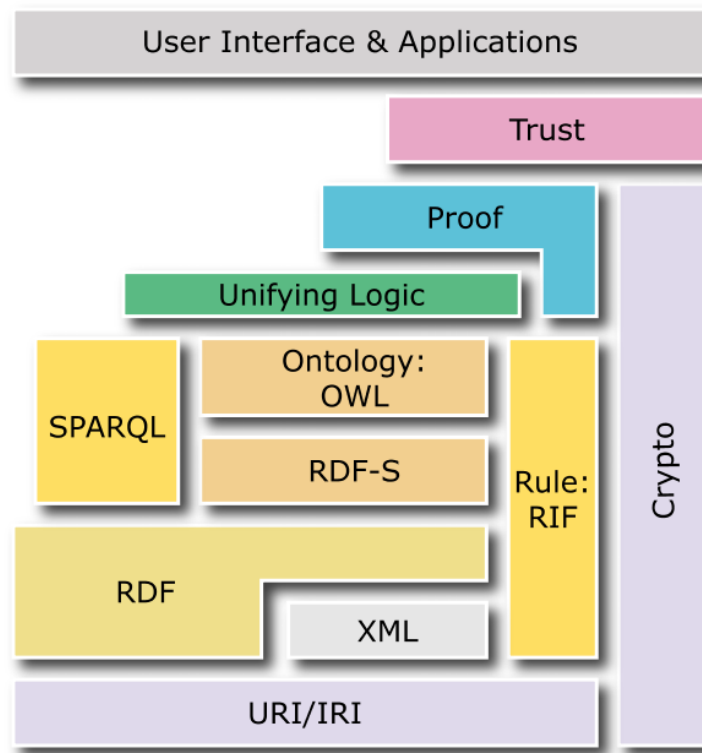 User Interface & Applications
Trust
Proof
Unifying Logic
Ontology:
OWL
SPARQL
RDF-S
Rule:
RIF
Crypto
RDF
XML
URI/IRI